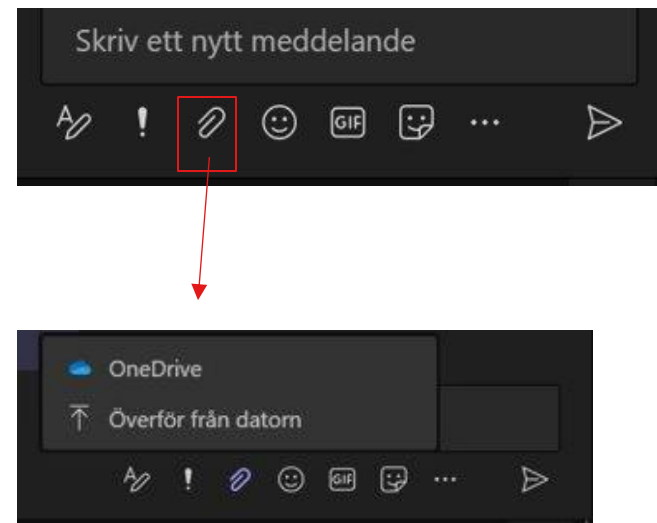 Skriv ett nytt meddelande
GIF
OneDrive
Överför från datorn
GIF